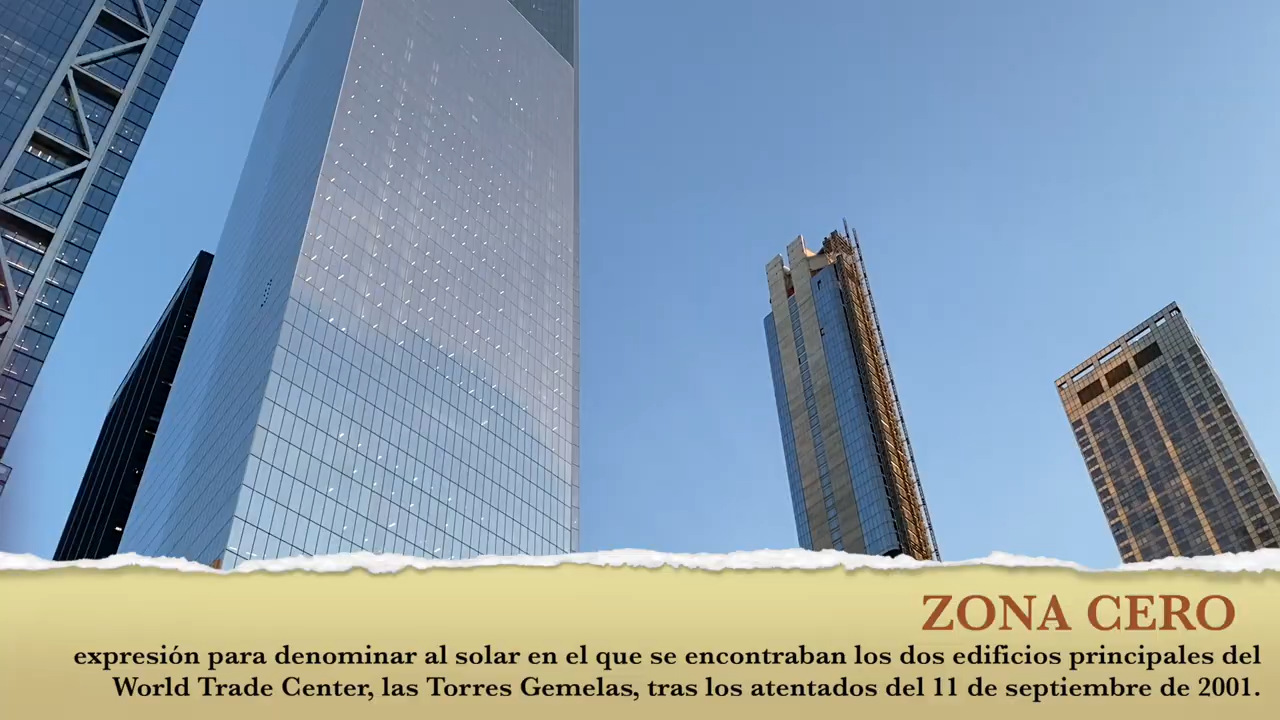 ZONA CERO
expresión para denominar al solar en el que se encontraban los dos edificios principales del
World Trade Center, las Torres Gemelas, tras los atentados del 11 de septiembre de 2001.